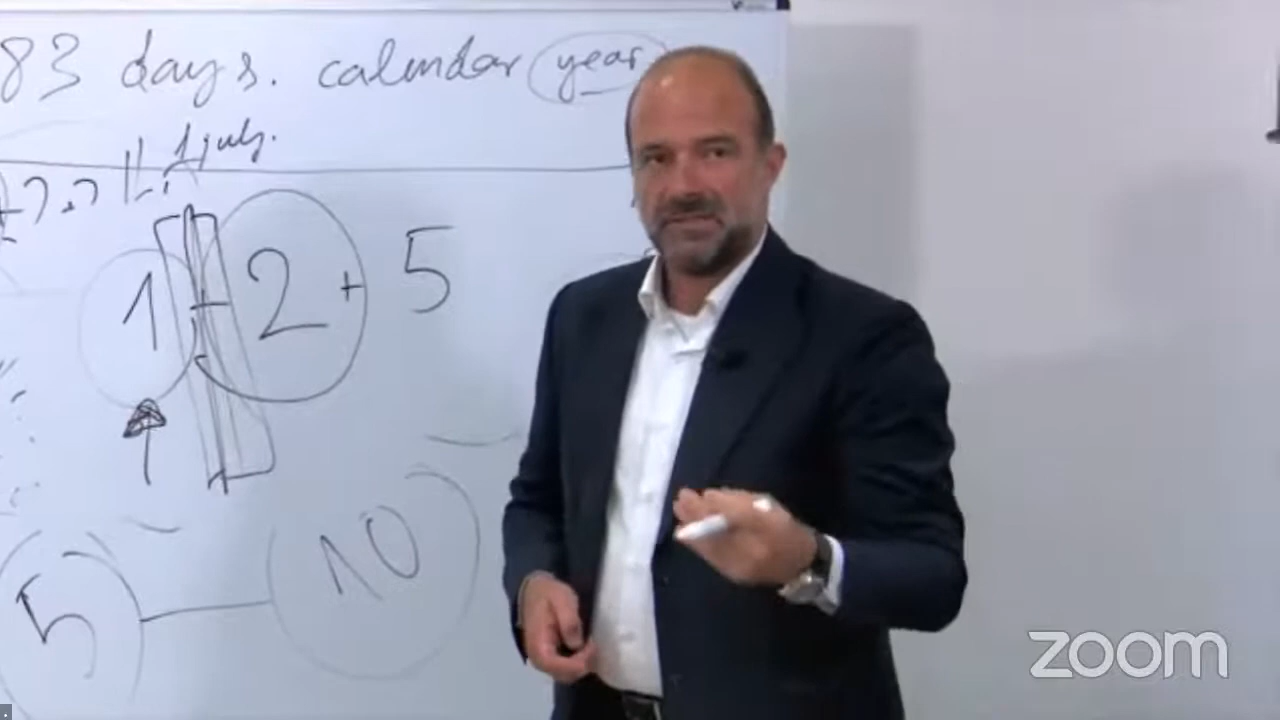 83 days. calendar year
1 july.
1 + 2 + 5
5 — 10
zoom